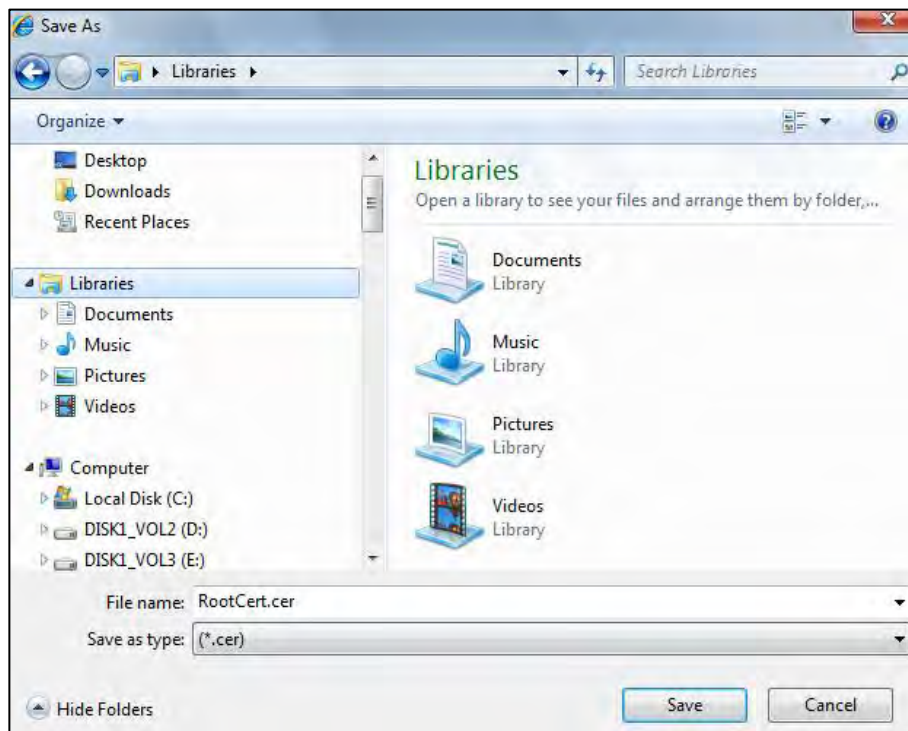 Save As
Libraries
Search Libraries
Organize
Desktop
Downloads
Recent Places
Libraries
Documents
Music
Pictures
Videos
Computer
Local Disk (C:)
DISK1_VOL2 (D:)
DISK1_VOL3 (E:)
Libraries
Open a library to see your files and arrange them by folder,...
Documents
Library
Music
Library
Pictures
Library
Videos
Library
File name: RootCert.cer
Save as type: (*.cer)
Hide Folders
Save
Cancel